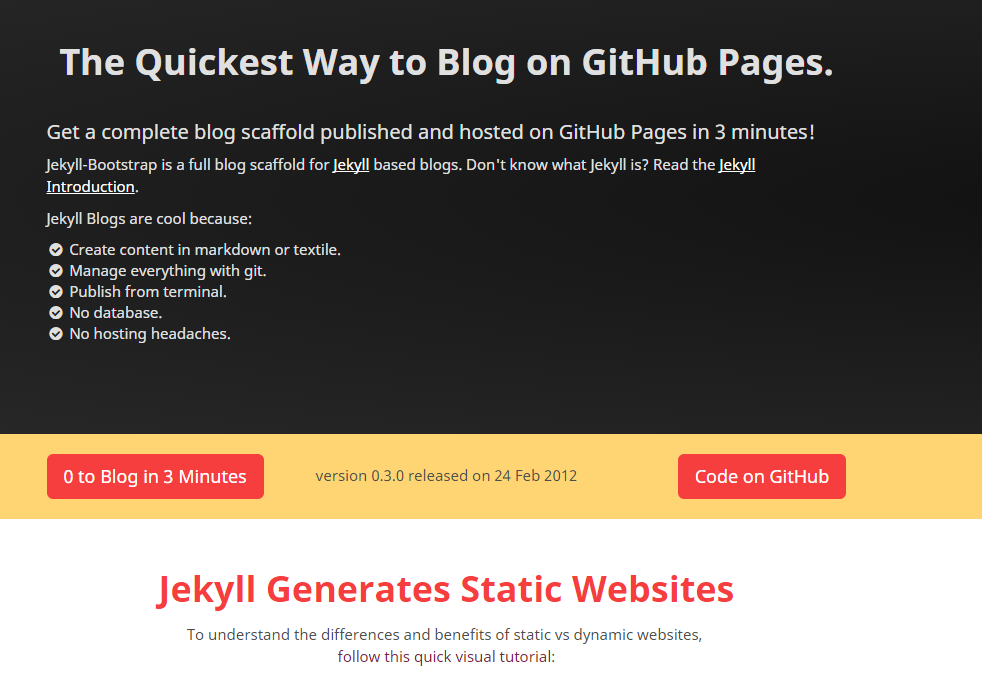 The Quickest Way to Blog on GitHub Pages.
Get a complete blog scaffold published and hosted on GitHub Pages in 3 minutes!
Jekyll-Bootstrap is a full blog scaffold for Jekyll based blogs. Don't know what Jekyll is? Read the Jekyll
Introduction.
Jekyll Blogs are cool because:
Create content in markdown or textile.
Manage everything with git.
Publish from terminal.
No database.
No hosting headaches.
0 to Blog in 3 Minutes
version 0.3.0 released on 24 Feb 2012
Code on GitHub
Jekyll Generates Static Websites
To understand the differences and benefits of static vs dynamic websites,
follow this quick visual tutorial: